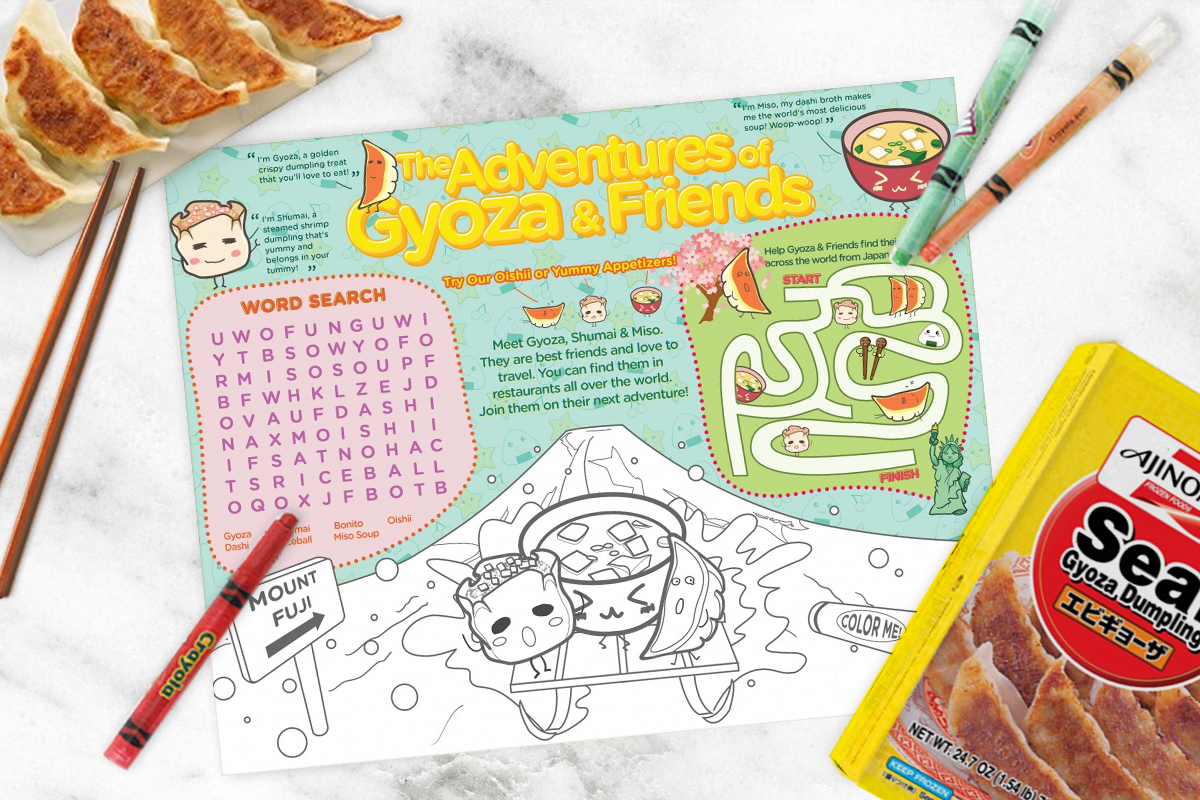 “I'm Gyoza, a golden
crispy dumpling treat
that you'll love to eat!”
“I'm Shumai, a
steamed shrimp
dumpling that's
yummy and
belongs in your
tummy!”
The Adventures of
Gyoza & Friends
“I'm Miso, my dashi broth makes
me the world's most delicious
soup! Woop-woop!”
Try Our Oishii or Yummy Appetizers!
Meet Gyoza, Shumai & Miso.
They are best friends and love to
travel. You can find them in
restaurants all over the world.
Join them on their next adventure!
WORD SEARCH
U W O F U N G U W I
Y T B S O W Y O F O
R M I S O S O U P F
B F W H K L Z E J D
O V A U F D A S H I
N A X M O I S H I I
I F S A T N O H A C
T S R I C E B A L L
O Q O X J F B O T B
Gyoza mai Bonito Oishii
Dashi ceball Miso Soup
Help Gyoza & Friends find
across the world from Japan
START
FINISH
MOUNT
FUJI
COLOR ME!
Crayola
AJINO
FROZEN FOODS
Sea
Gyoza Dumpling
エビギョーザ
NET WT. 24.7 OZ (1.54 lb)
KEEP FROZEN